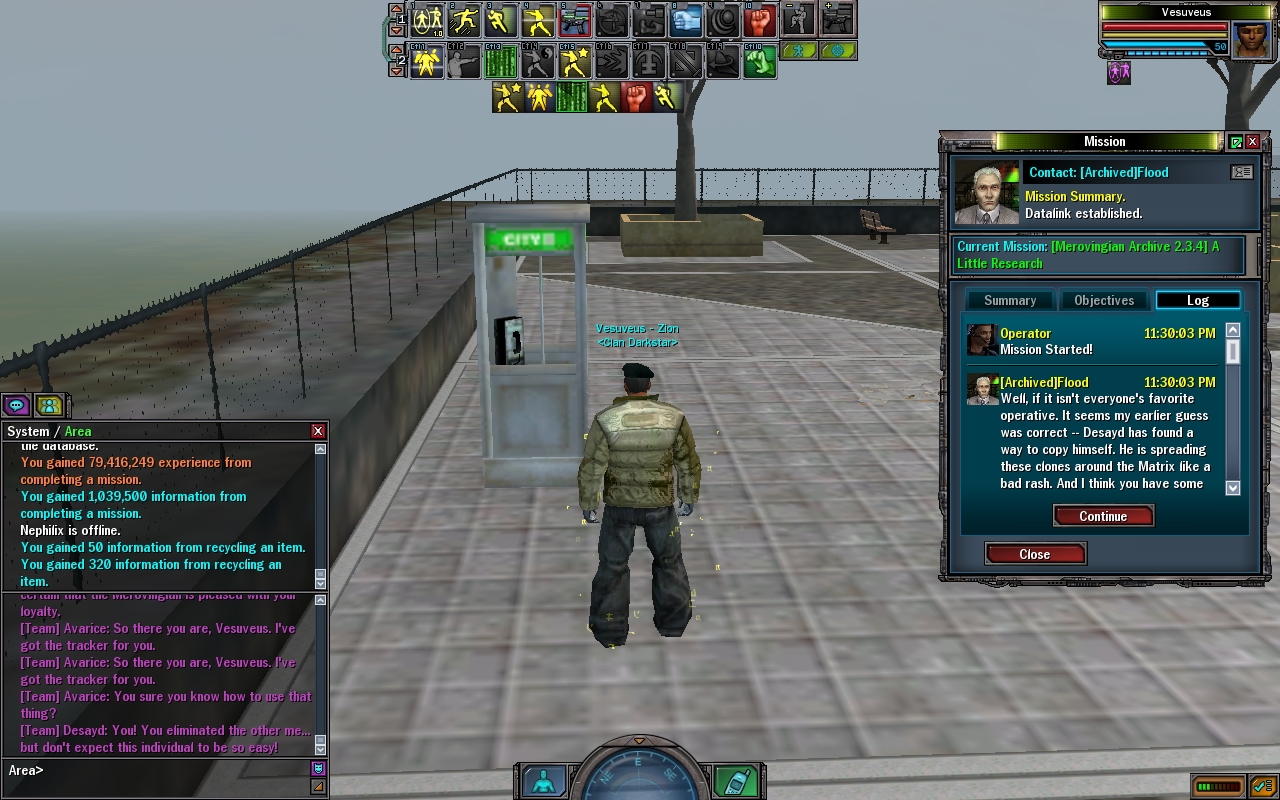 Vesuveus
50
Mission
Contact: [Archived]Flood
Mission Summary.
Datalink established.
Current Mission: [Merovingian Archive 2.3.4] A
Little Research
Summary
Objectives
Log
Operator
11:30:03 PM
Mission Started!
[Archived]Flood
11:30:03 PM
Well, if it isn't everyone's favorite
operative. It seems my earlier guess
was correct -- Desayd has found a
way to copy himself. He is spreading
these clones around the Matrix like a
bad rash. And I think you have some
Continue
Close
CITY
Vesuveus - Zion
<Clan Darkstar>
System / Area
the database.
You gained 79,416,249 experience from
completing a mission.
You gained 1,039,500 information from
completing a mission.
Nephilix is offline.
You gained 50 information from recycling an item.
You gained 320 information from recycling an
item.
certain that the Merovingian is pleased with your
loyalty.
[Team] Avarice: So there you are, Vesuveus. I've
got the tracker for you.
[Team] Avarice: So there you are, Vesuveus. I've
got the tracker for you.
[Team] Avarice: You sure you know how to use that
thing?
[Team] Desayd: You! You eliminated the other me...
but don't expect this individual to be so easy!
Area>
NE
E
SE